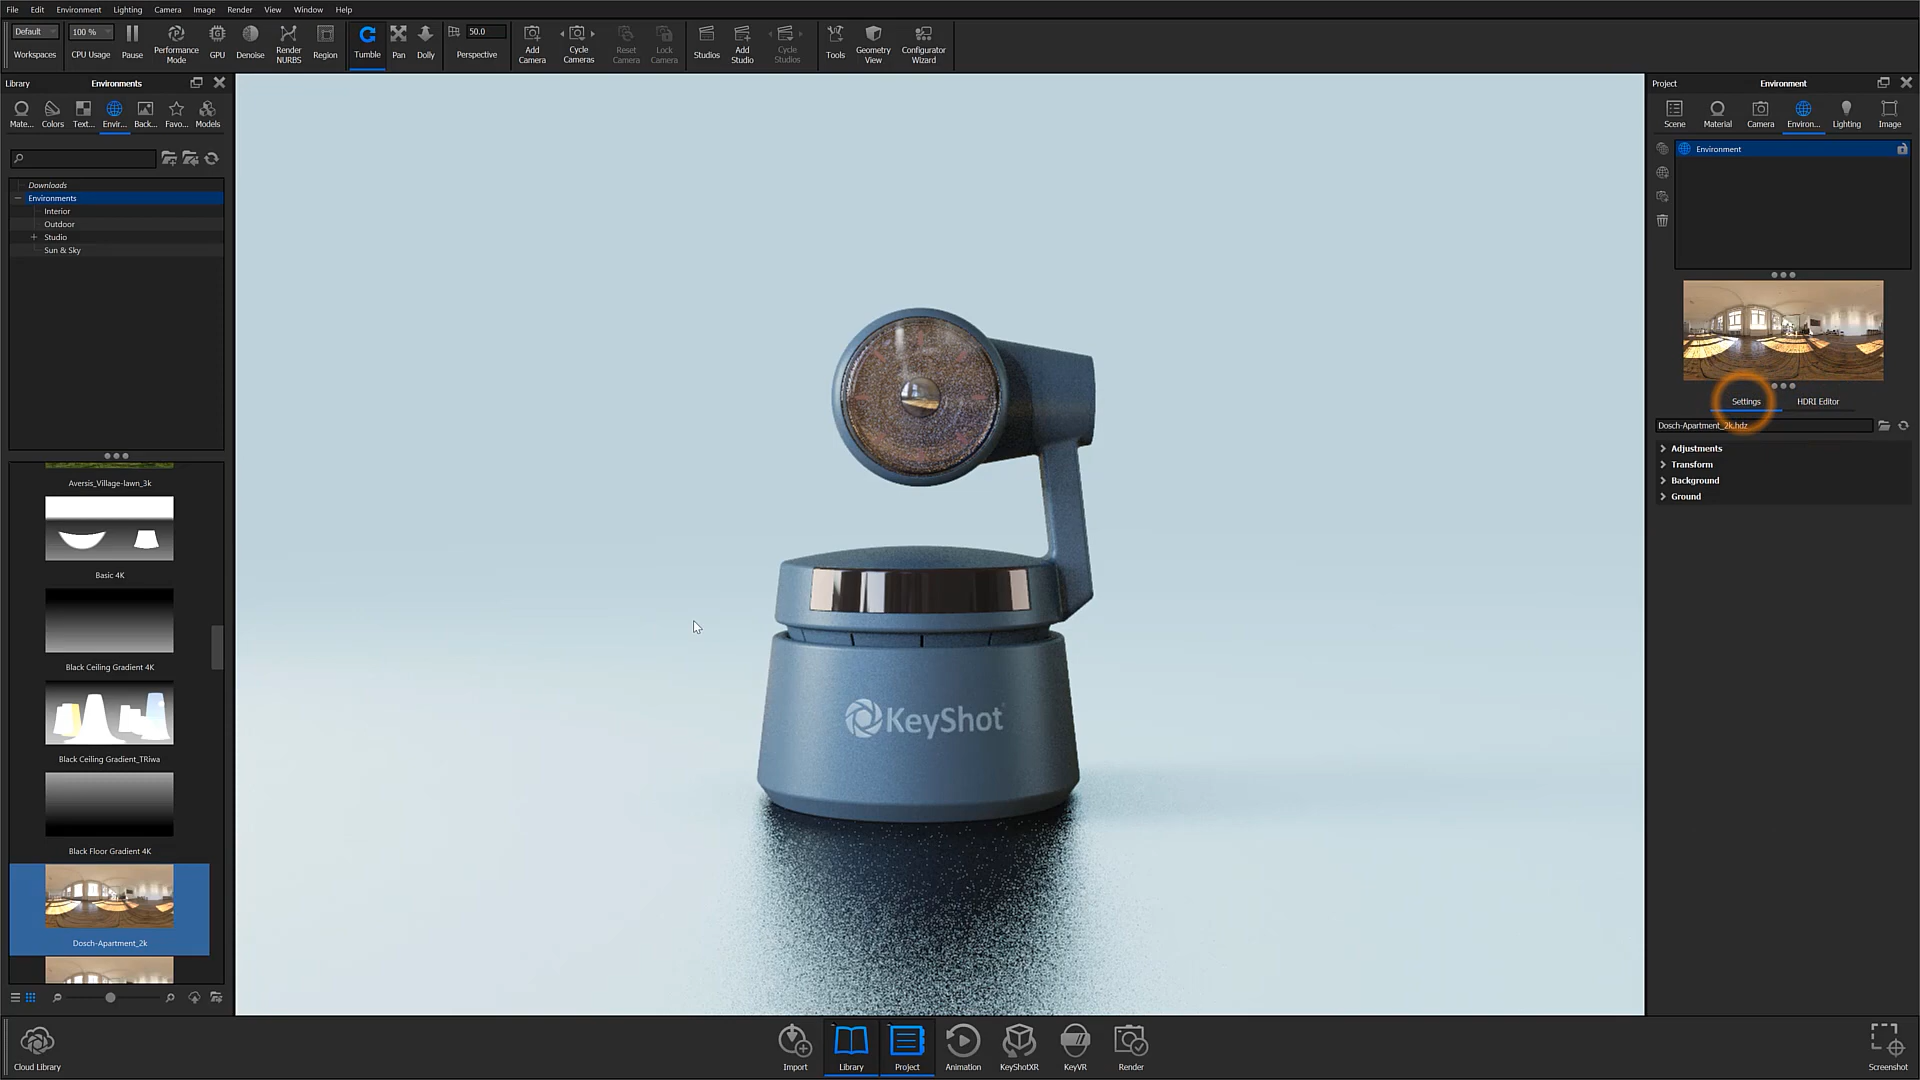 File Edit Environment Lighting Camera Image Render View Window Help
Default 100 % 50.0
Workspaces CPU Usage Pause Performance Mode GPU Denoise Render NURBS Region Tumble Pan Dolly Perspective Add Camera Cycle Cameras Reset Camera Lock Camera Studios Add Studio Cycle Studios Tools Geometry View Configurator Wizard
Library Environments
Mate... Colors Text... Envir... Back... Favo... Models
Downloads
Environments
Interior
Outdoor
Studio
Sun & Sky
Aversis_Village-lawn_3k
Basic 4K
Black Ceiling Gradient 4K
Black Ceiling Gradient_TRiwa
Black Floor Gradient 4K
Dosch-Apartment_2k
KeyShot
Project Environment
Scene Material Camera Environ... Lighting Image
Environment
Settings HDRI Editor
Dosch-Apartment_2k.hdz
Adjustments
Transform
Background
Ground
Cloud Library Import Library Project Animation KeyShotXR KeyVR Render Screenshot